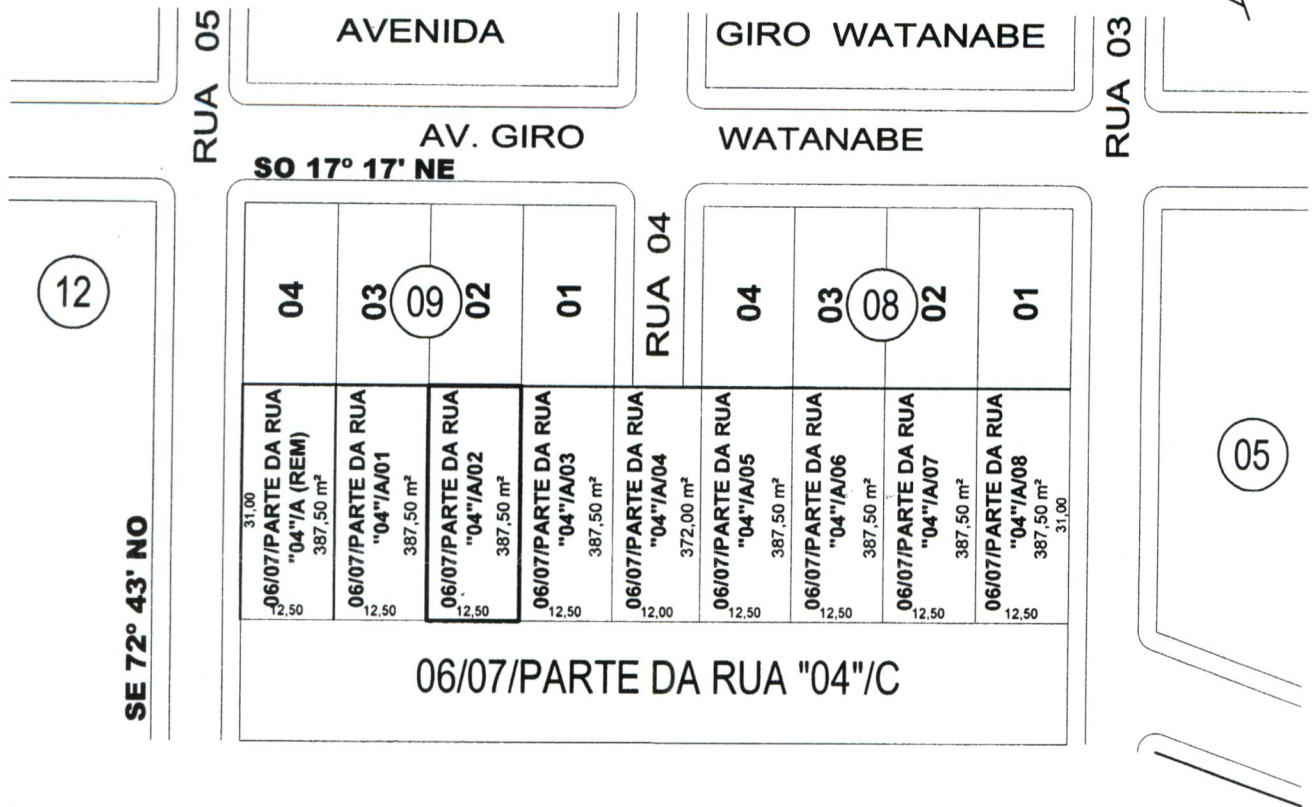 AVENIDA
GIRO WATANABE
RUA 05
RUA 03
AV. GIRO
WATANABE
SO 17º 17' NE
12
04
03
09
02
01
RUA 04
04
03
08
02
01
05
SE 72º 43' NO
31,00
06/07/PARTE DA RUA
"04"/A (REM)
387,50 m²
12,50
06/07/PARTE DA RUA
"04"/A/01
387,50 m²
12,50
06/07/PARTE DA RUA
"04"/A/02
387,50 m²
12,50
06/07/PARTE DA RUA
"04"/A/03
387,50 m²
12,50
06/07/PARTE DA RUA
"04"/A/04
372,00 m²
12,00
06/07/PARTE DA RUA
"04"/A/05
387,50 m²
12,50
06/07/PARTE DA RUA
"04"/A/06
387,50 m²
12,50
06/07/PARTE DA RUA
"04"/A/07
387,50 m²
12,50
06/07/PARTE DA RUA
"04"/A/08
387,50 m²
31,00
12,50
06/07/PARTE DA RUA "04"/C